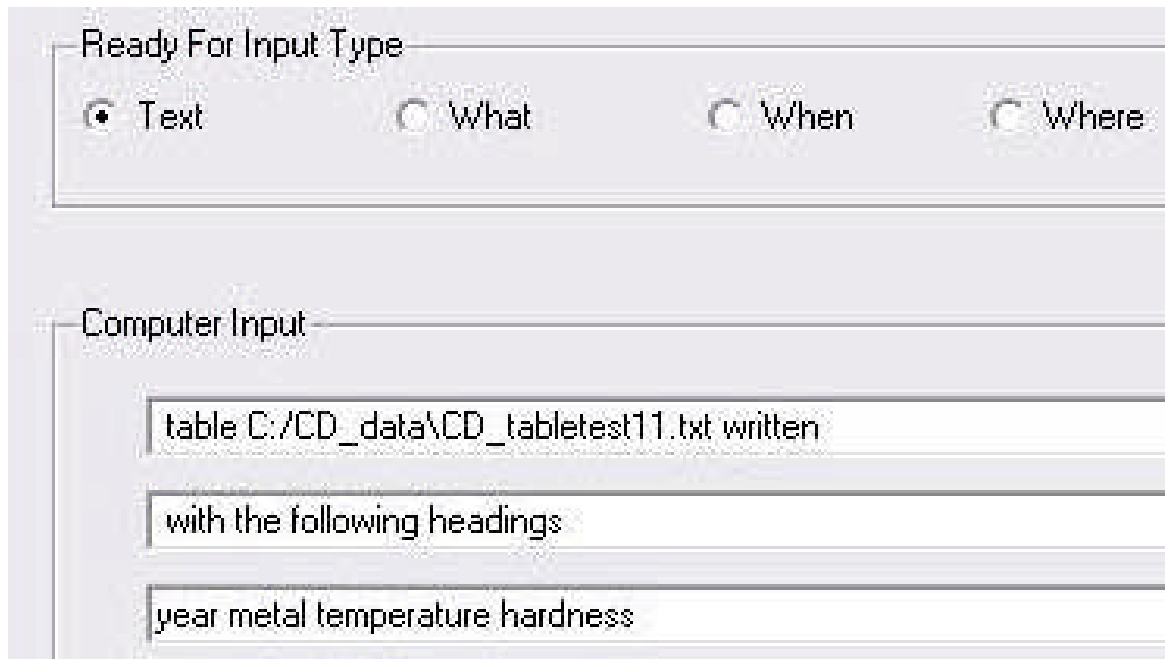 Ready For Input Type
Text What When Where
Computer Input
table C:/CD_data\CD_tabletest11.txt written
with the following headings
year metal temperature hardness